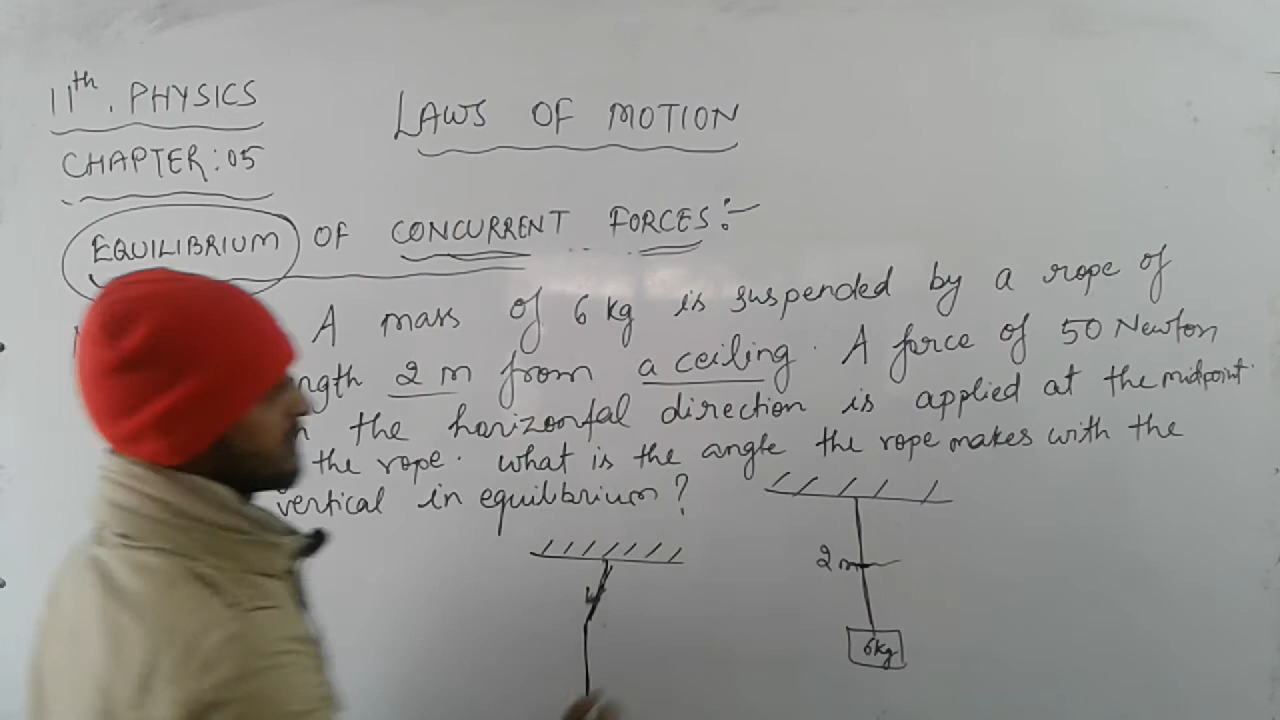 11th. PHYSICS
LAWS OF MOTION
CHAPTER:05
EQUILIBRIUM OF CONCURRENT FORCES:-
A mass of 6 kg is suspended by a rope of
ngth 2 m from a ceiling. A force of 50 Newton
n the horizontal direction is applied at the midpoint
the rope. What is the angle the rope makes with the
vertical in equilibrium?
2m
6kg